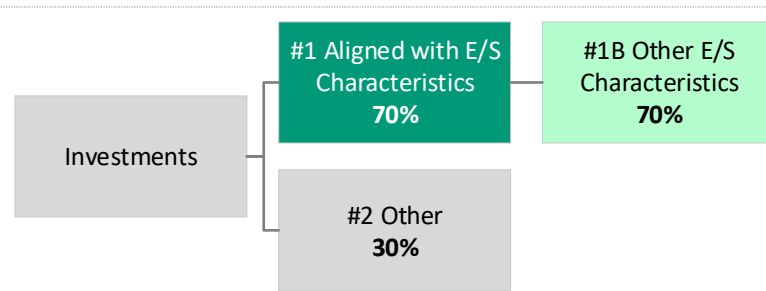 #1 Aligned with E/S
Characteristics
70%
#1B Other E/S
Characteristics
70%
Investments
#2 Other
30%